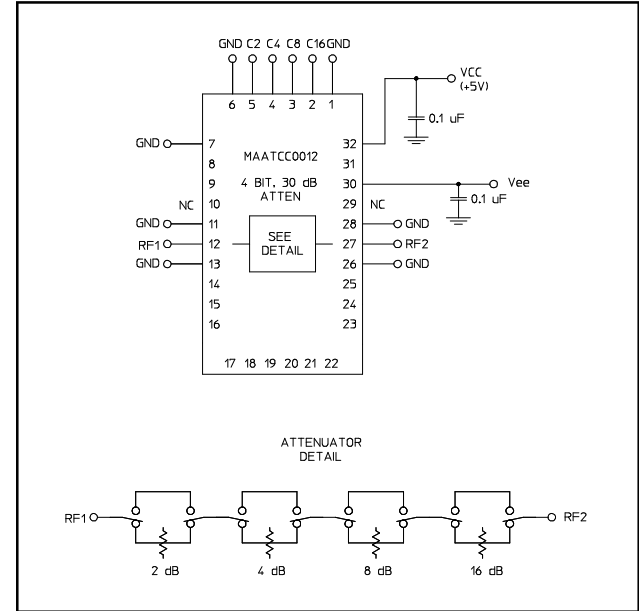 GND C2 C4 C8 C16 GND
VCC
(+5V)
6 5 4 3 2 1
0.1 uF
GND 7 32
MAATCC0012
8 31
9 4 BIT, 30 dB 30 Vee
ATTEN
0.1 uF
NC 10 29 NC
GND 11 28 GND
SEE
RF1 12 27 RF2
DETAIL
GND 13 26 GND
14 25
15 24
16 23
17 18 19 20 21 22
ATTENUATOR
DETAIL
RF1 RF2
2 dB 4 dB 8 dB 16 dB